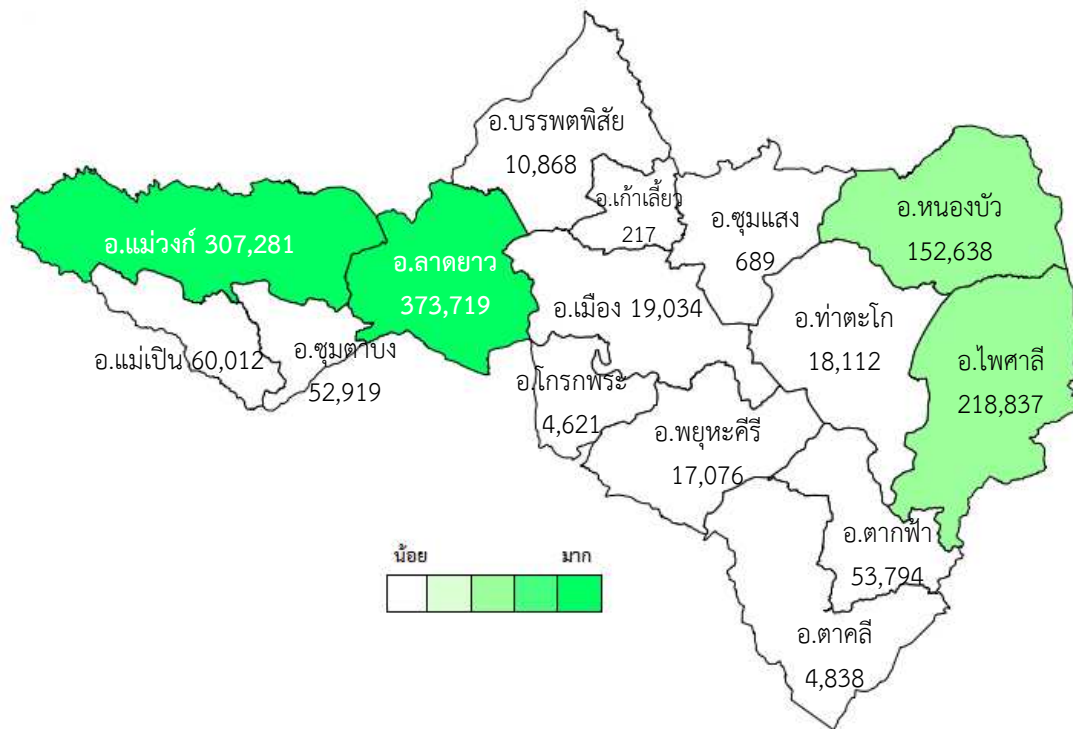 อ.บรรพตพิสัย
10,868
อ.เก้าเลี้ยว
217
อ.ชุมแสง
689
อ.หนองบัว
152,638
อ.แม่วงก์ 307,281
อ.ลาดยาว
373,719
อ.เมือง 19,034
อ.ท่าตะโก
18,112
อ.ไพศาลี
218,837
อ.แม่เปิน 60,012
อ.ชุมตาบง
52,919
อ.โกรกพระ
4,621
อ.พยุหะคีรี
17,076
อ.ตากฟ้า
53,794
อ.ตาคลี
4,838
น้อย มาก